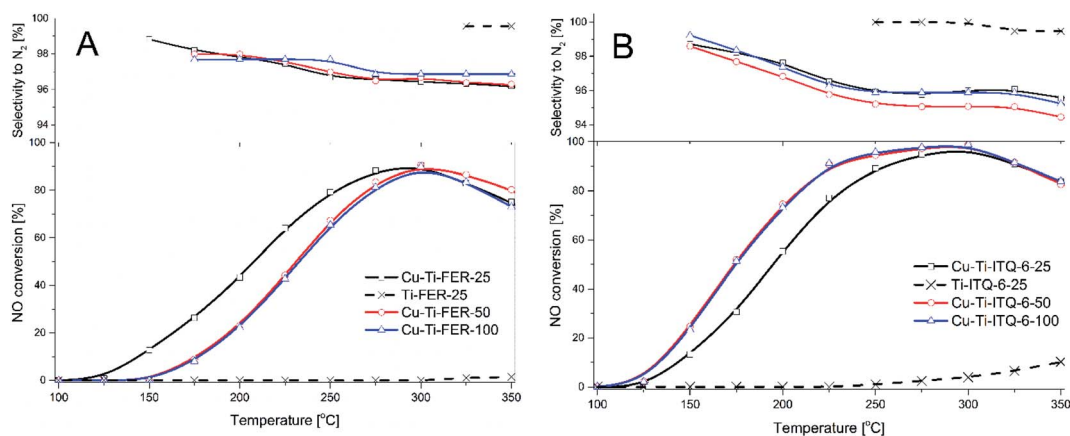 A
Selectivity to N2 [%]
100
98
96
94
NO conversion [%]
100
80
60
40
20
0
Cu-Ti-FER-25
Ti-FER-25
Cu-Ti-FER-50
Cu-Ti-FER-100
100 150 200 250 300 350
Temperature [°C]
B
Selectivity to N2 [%]
100
98
96
94
NO conversion [%]
100
80
60
40
20
0
Cu-Ti-ITQ-6-25
Ti-ITQ-6-25
Cu-Ti-ITQ-6-50
Cu-Ti-ITQ-6-100
100 150 200 250 300 350
Temperature [°C]